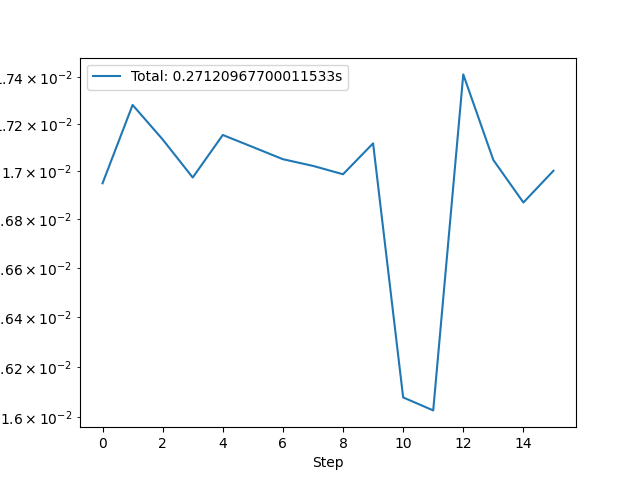 Total: 0.27120967700011533s
1.74 × 10⁻²
1.72 × 10⁻²
1.7 × 10⁻²
.68 × 10⁻²
.66 × 10⁻²
.64 × 10⁻²
.62 × 10⁻²
1.6 × 10⁻²
0 2 4 6 8 10 12 14
Step